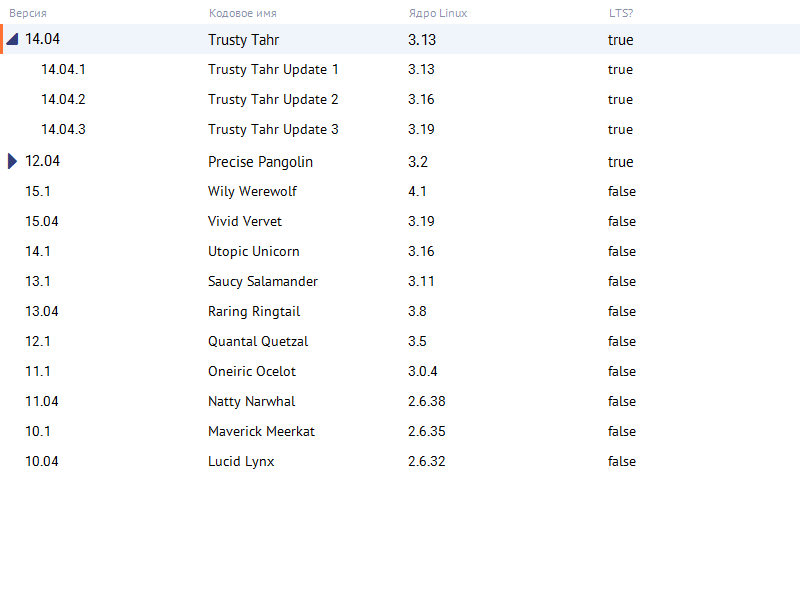 Версия Кодовое имя Ядро Linux LTS?
14.04 Trusty Tahr 3.13 true
14.04.1 Trusty Tahr Update 1 3.13 true
14.04.2 Trusty Tahr Update 2 3.16 true
14.04.3 Trusty Tahr Update 3 3.19 true
12.04 Precise Pangolin 3.2 true
15.1 Wily Werewolf 4.1 false
15.04 Vivid Vervet 3.19 false
14.1 Utopic Unicorn 3.16 false
13.1 Saucy Salamander 3.11 false
13.04 Raring Ringtail 3.8 false
12.1 Quantal Quetzal 3.5 false
11.1 Oneiric Ocelot 3.0.4 false
11.04 Natty Narwhal 2.6.38 false
10.1 Maverick Meerkat 2.6.35 false
10.04 Lucid Lynx 2.6.32 false